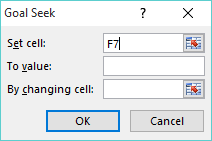 Goal Seek ? ×
Set cell: F7
To value:
By changing cell:
OK Cancel